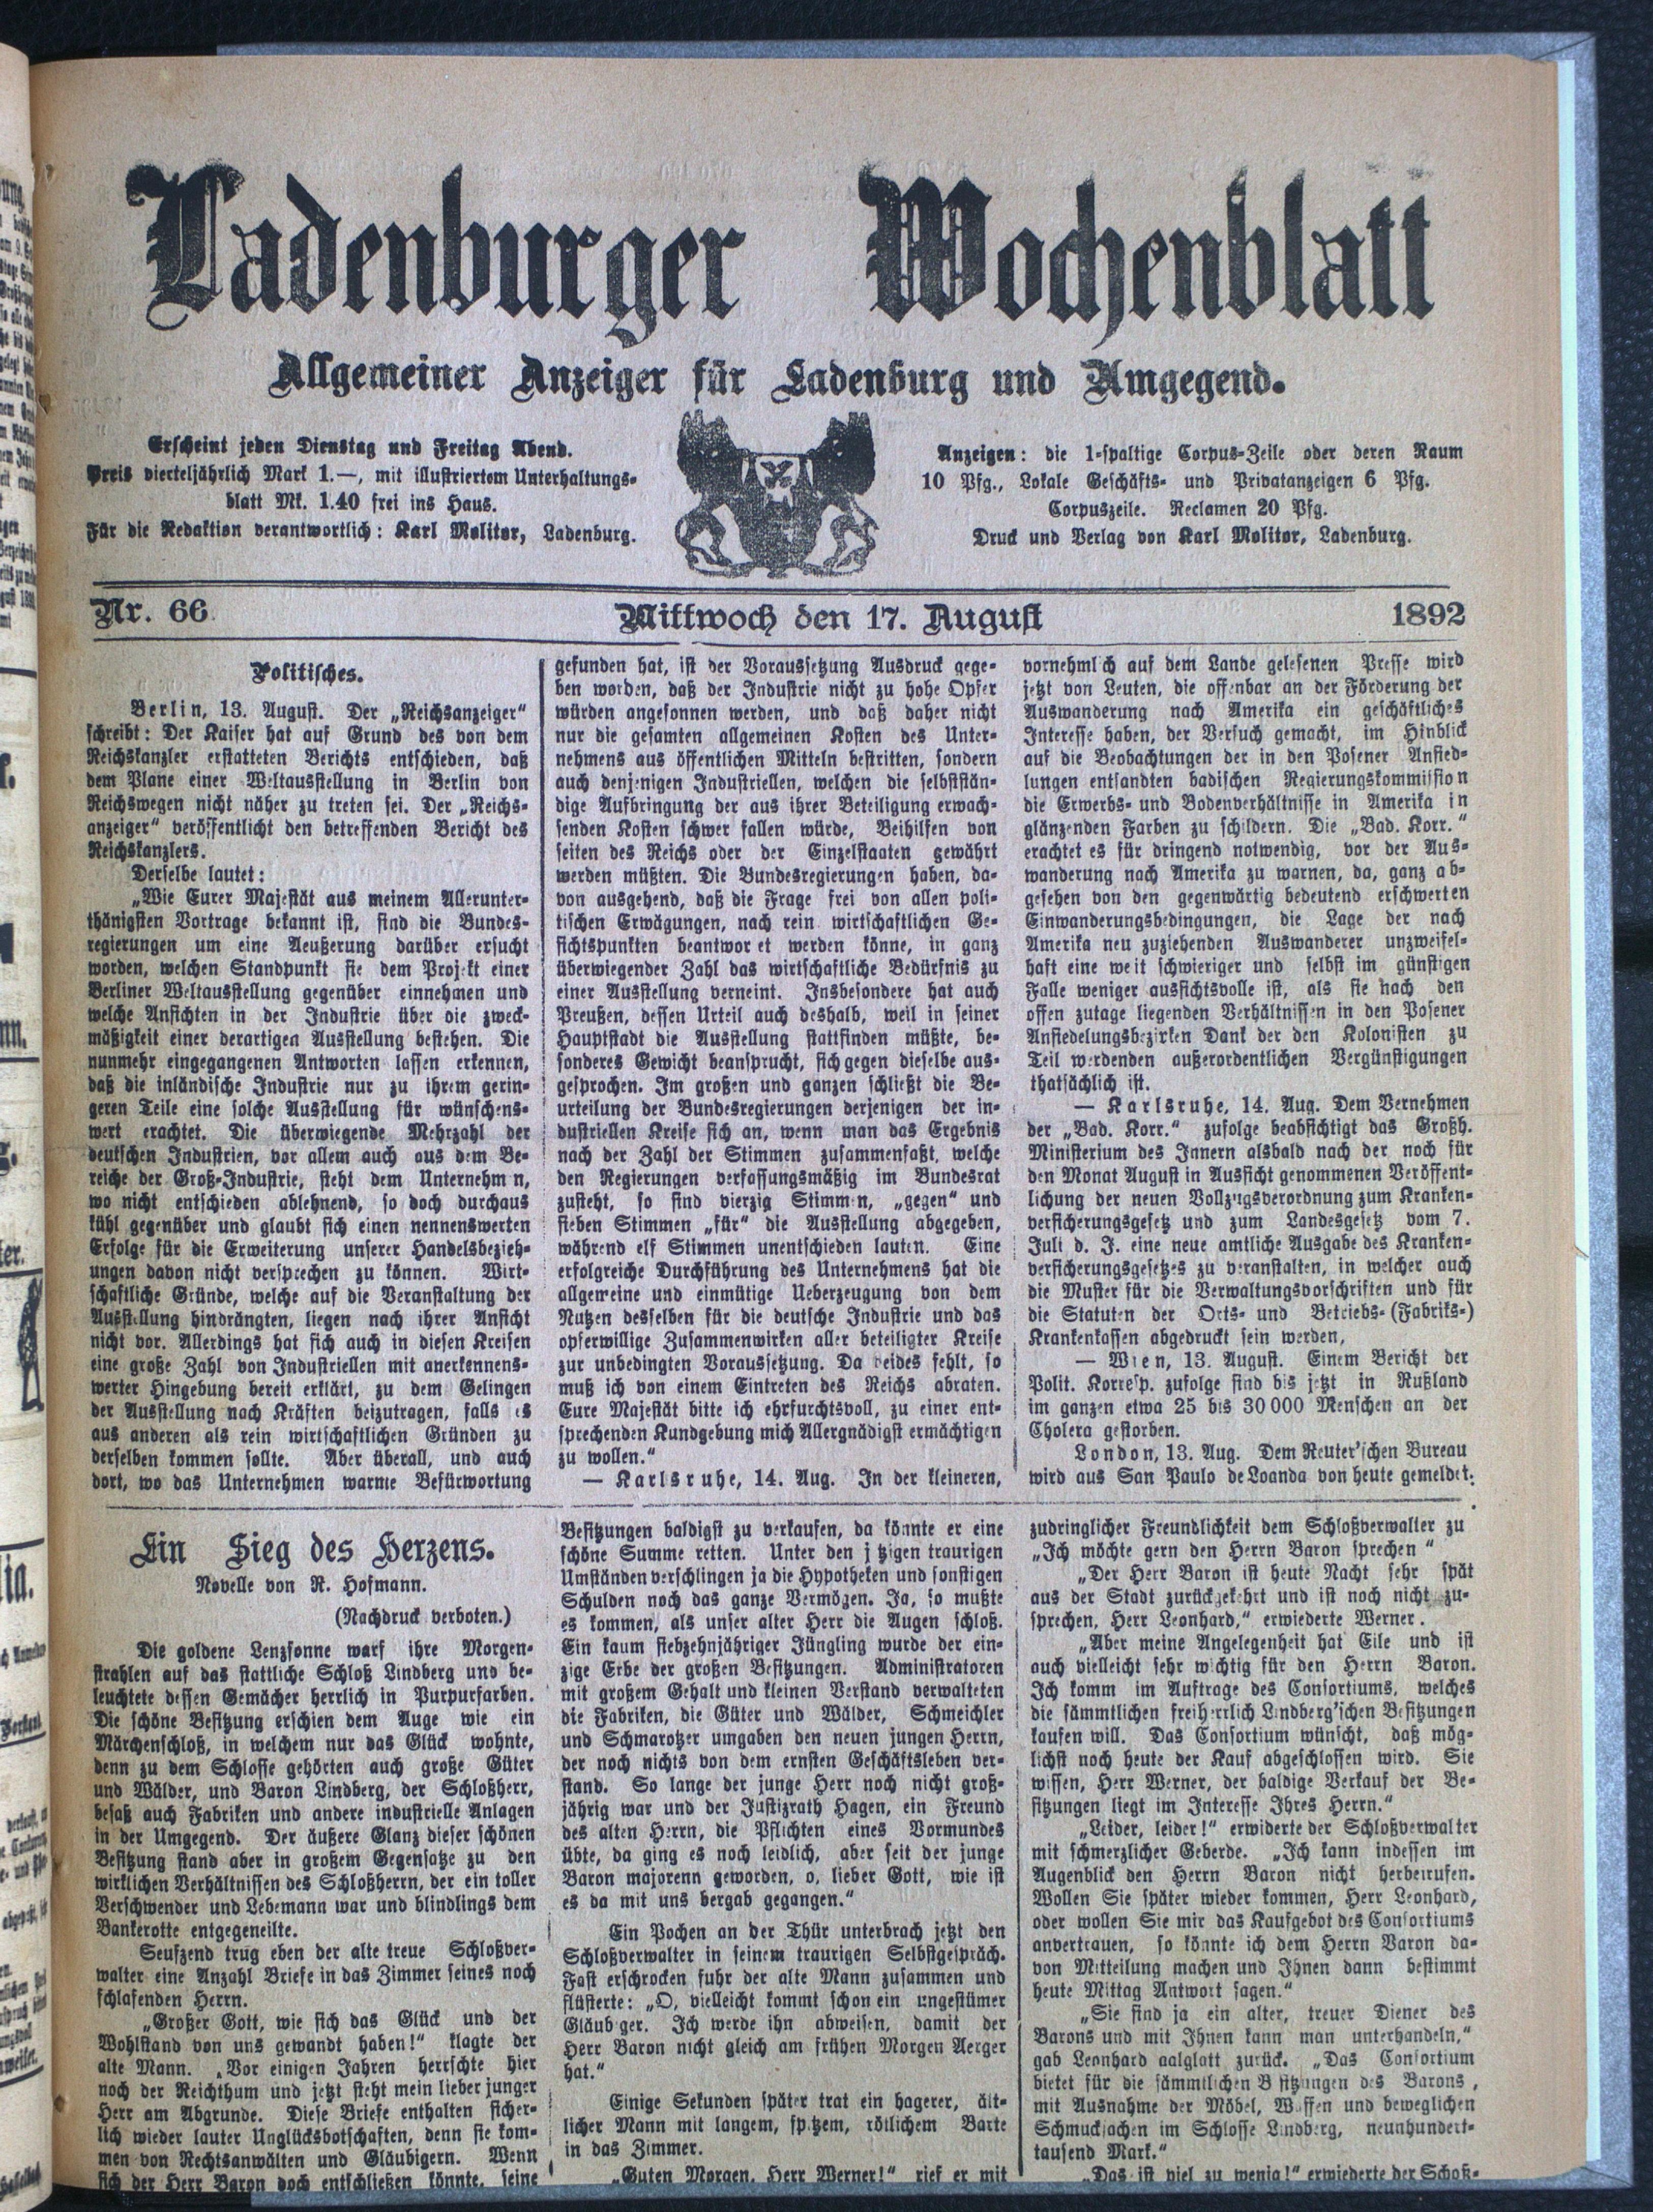 Ladenburger Wochenblatt
Allgemeiner Anzeiger für Ladenburg und Umgegend.
Erscheint jeden Dienstag und Freitag Abend.
Preis vierteljährlich Mark 1.—, mit illustriertem Unterhaltungs-
blatt Mk. 1.40 frei ins Haus.
Für die Redaktion verantwortlich: Karl Molitor, Ladenburg.
Anzeigen: die 1-spaltige Corpus-Zeile oder deren Raum
10 Pfg., Lokale Geschäfts- und Privatanzeigen 6 Pfg.
Corpuszeile. Reclamen 20 Pfg.
Druck und Verlag von Karl Molitor, Ladenburg.
Nr. 66 Mittwoch den 17. August 1892
Politisches.
Berlin, 13. August. Der „Reichsanzeiger“
schreibt: Der Kaiser hat auf Grund des von dem
Reichskanzler erstatteten Berichts entschieden, daß
dem Plane einer Weltausstellung in Berlin von
Reichswegen nicht näher zu treten sei. Der „Reichs-
anzeiger“ veröffentlicht den betreffenden Bericht des
Reichskanzlers.
Derselbe lautet:
„Wie Eurer Majestät aus meinem Allerunter-
thänigsten Vortrage bekannt ist, sind die Bundes-
regierungen um eine Aeußerung darüber ersucht
worden, welchen Standpunkt sie dem Projekt einer
Berliner Weltausstellung gegenüber einnehmen und
welche Ansichten in der Industrie über die zweck-
mäßigkeit einer derartigen Ausstellung bestehen. Die
nunmehr eingegangenen Antworten lassen erkennen,
daß die inländische Industrie nur zu ihrem gerin-
geren Teile eine solche Ausstellung für wünschens-
wert erachtet. Die überwiegende Mehrzahl der
deutschen Industrien, vor allem auch aus dem Be-
reiche der Groß-Industrie, steht dem Unternehm n,
wo nicht entschieden ablehnend, so doch durchaus
kühl gegenüber und glaubt sich einen nennenswerten
Erfolge für die Erweiterung unserer Handelsbezieh-
ungen davon nicht versprechen zu können. Wirt-
schaftliche Gründe, welche auf die Veranstaltung der
Ausstellung hindrängten, liegen nach ihrer Ansicht
nicht vor. Allerdings hat sich auch in diesen Kreisen
eine große Zahl von Industriellen mit anerkennens-
werter Hingebung bereit erklärt, zu dem Gelingen
der Ausstellung nach Kräften beizutragen, falls es
aus anderen als rein wirtschaftlichen Gründen zu
derselben kommen sollte. Aber überall, und auch
dort, wo das Unternehmen warme Befürwortung
gefunden hat, ist der Voraussetzung Ausdruck gege-
ben worden, daß der Industrie nicht zu hohe Opfer
würden angesonnen werden, und daß daher nicht
nur die gesamten allgemeinen Kosten des Unter-
nehmens aus öffentlichen Mitteln bestritten, sondern
auch denjenigen Industriellen, welchen die selbststän-
dige Aufbringung der aus ihrer Beteiligung erwach-
senden Kosten schwer fallen würde, Beihilfen von
seiten des Reichs oder der Einzelstaaten gewährt
werden müßten. Die Bundesregierungen haben, da-
von ausgehend, daß die Frage frei von allen poli-
tischen Erwägungen, nach rein wirtschaftlichen Ge-
sichtspunkten beantwor et werden könne, in ganz
überwiegender Zahl das wirtschaftliche Bedürfnis zu
einer Ausstellung verneint. Insbesondere hat auch
Preußen, dessen Urteil auch deshalb, weil in seiner
Hauptstadt die Ausstellung stattfinden müßte, be-
sonderes Gewicht beansprucht, sich gegen dieselbe aus-
gesprochen. Im großen und ganzen schließt die Be-
urteilung der Bundesregierungen derjenigen der in-
dustriellen Kreise sich an, wenn man das Ergebnis
nach der Zahl der Stimmen zusammenfaßt, welche
den Regierungen verfassungsmäßig im Bundesrat
zusteht, so sind vierzig Stimmen, „gegen“ und
sieben Stimmen „für“ die Ausstellung abgegeben,
während elf Stimmen unentschieden lauten. Eine
erfolgreiche Durchführung des Unternehmens hat die
allgemeine und einmütige Ueberzeugung von dem
Nutzen desselben für die deutsche Industrie und das
opferwillige Zusammenwirken aller beteiligter Kreise
zur unbedingten Voraussetzung. Da beides fehlt, so
muß ich von einem Eintreten des Reichs abraten.
Eure Majestät bitte ich ehrfurchtsvoll, zu einer ent-
sprechenden Kundgebung mich Allergnädigst ermächtigen
zu wollen.“
— Karlsruhe, 14. Aug. In der kleineren,
vornehmlich auf dem Lande gelesenen Presse wird
jetzt von Leuten, die offenbar an der Förderung der
Auswanderung nach Amerika ein geschäftliches
Interesse haben, der Versuch gemacht, im Hinblick
auf die Beobachtungen der in den Posener Ansied-
lungen entsandten badischen Regierungskommission
die Erwerbs- und Bodenverhältnisse in Amerika in
glänzenden Farben zu schildern. Die „Bad. Korr.“
erachtet es für dringend notwendig, vor der Aus-
wanderung nach Amerika zu warnen, da, ganz ab-
gesehen von den gegenwärtig bedeutend erschwerten
Einwanderungsbedingungen, die Lage der nach
Amerika neu zuziehenden Auswanderer unzweifel-
haft eine weit schwieriger und selbst im günstigen
Falle weniger aussichtsvolle ist, als sie nach den
offen zutage liegenden Verhältnissen in den Posener
Ansiedelungsbezirken Dank der den Kolonisten zu
Teil werdenden außerordentlichen Vergünstigungen
thatsächlich ist.
— Karlsruhe, 14. Aug. Dem Vernehmen
der „Bad. Korr.“ zufolge beabsichtigt das Großh.
Ministerium des Innern alsbald nach der noch für
den Monat August in Aussicht genommenen Veröffent-
lichung der neuen Vollzugsverordnung zum Kranken-
versicherungsgesetz und zum Landesgesetz vom 7.
Juli d. J. eine neue amtliche Ausgabe des Kranken-
versicherungsgesetzes zu veranstalten, in welcher auch
die Muster für die Verwaltungsvorschriften und für
die Statuten der Orts- und Betriebs-(Fabriks-)
Krankenkassen abgedruckt sein werden,
— Wien, 13. August. Einem Bericht der
Polit. Korresp. zufolge sind bis jetzt in Rußland
im ganzen etwa 25 bis 30000 Menschen an der
Cholera gestorben.
London, 13. Aug. Dem Reuter'schen Bureau
wird aus San Paulo de Loanda von heute gemeldet:
Ein Sieg des Herzens.
Novelle von R. Hofmann.
(Nachdruck verboten.)
Die goldene Lenzsonne warf ihre Morgen-
strahlen auf das stattliche Schloß Lindberg und be-
leuchtete dessen Gemächer herrlich in Purpurfarben.
Die schöne Besitzung erschien dem Auge wie ein
Märchenschloß, in welchem nur das Glück wohnte,
denn zu dem Schlosse gehörten auch große Güter
und Wälder, und Baron Lindberg, der Schloßherr,
besaß auch Fabriken und andere industrielle Anlagen
in der Umgegend. Der äußere Glanz dieser schönen
Besitzung stand aber in großem Gegensatze zu den
wirklichen Verhältnissen des Schloßherrn, der ein toller
Verschwender und Lebemann war und blindlings dem
Bankerotte entgegeneilte.
Seufzend trug eben der alte treue Schloßver-
walter eine Anzahl Briefe in das Zimmer seines noch
schlafenden Herrn.
„Großer Gott, wie sich das Glück und der
Wohlstand von uns gewandt haben!“ klagte der
alte Mann. „Vor einigen Jahren herrschte hier
noch der Reichthum und jetzt steht mein lieber junger
Herr am Abgrunde. Diese Briefe enthalten sicher-
lich wieder lauter Unglücksbotschaften, denn sie kom-
men von Rechtsanwälten und Gläubigern. Wenn
sich der Herr Baron doch entschließen könnte, seine
Besitzungen baldigst zu verkaufen, da könnte er eine
schöne Summe retten. Unter den j tzigen traurigen
Umständen verschlingen ja die Hypotheken und sonstigen
Schulden noch das ganze Vermögen. Ja, so mußte
es kommen, als unser alter Herr die Augen schloß.
Ein kaum siebzehnjähriger Jüngling wurde der ein-
zige Erbe der großen Besitzungen. Administratoren
mit großem Gehalt und kleinen Verstand verwalteten
die Fabriken, die Güter und Wälder, Schmeichler
und Schmarotzer umgaben den neuen jungen Herrn,
der noch nichts von dem ernsten Geschäftsleben ver-
stand. So lange der junge Herr noch nicht groß-
jährig war und der Justizrath Hagen, ein Freund
des alten Herrn, die Pflichten eines Vormundes
übte, da ging es noch leidlich, aber seit der junge
Baron majorenn geworden, o, lieber Gott, wie ist
es da mit uns bergab gegangen.“
Ein Pochen an der Thür unterbrach jetzt den
Schloßverwalter in seinem traurigen Selbstgespräch.
Fast erschrocken fuhr der alte Mann zusammen und
flüsterte: „O, vielleicht kommt schon ein ungestümer
Gläub ger. Ich werde ihn abweisen, damit der
Herr Baron nicht gleich am frühen Morgen Aerger
hat.“
Einige Sekunden später trat ein hagerer, ält-
licher Mann mit langem, spitzem, rötlichem Barte
in das Zimmer.
„Guten Morgen, Herr Werner!“ rief er mit
zudringlicher Freundlichkeit dem Schloßverwalter zu
„Ich möchte gern den Herrn Baron sprechen “
„Der Herr Baron ist heute Nacht sehr spät
aus der Stadt zurückgekehrt und ist noch nicht zu-
sprechen, Herr Leonhard,“ erwiederte Werner.
„Aber meine Angelegenheit hat Eile und ist
auch vielleicht sehr wichtig für den Herrn Baron.
Ich komm im Auftrage des Consortiums, welches
die sämmtlichen freiherrlich Lindberg'schen Besitzungen
kaufen will. Das Consortium wünscht, daß mög-
lichst noch heute der Kauf abgeschlossen wird. Sie
wissen, Herr Werner, der baldige Verkauf der Be-
sitzungen liegt im Interesse Ihres Herrn.“
„Leider, leider!“ erwiderte der Schloßverwalter
mit schmerzlicher Geberde. „Ich kann indessen im
Augenblick den Herrn Baron nicht herbeirufen.
Wollen Sie später wieder kommen, Herr Leonhard,
oder wollen Sie mir das Kaufgebot des Consortiums
anvertrauen, so könnte ich dem Herrn Baron da-
von Mitteilung machen und Ihnen dann bestimmt
heute Mittag Antwort sagen.“
„Sie sind ja ein alter, treuer Diener des
Barons und mit Ihnen kann man unterhandeln,“
gab Leonhard aalglatt zurück. „Das Consortium
bietet für die sämmtlichen B sitzungen des Barons,
mit Ausnahme der Möbel, Waffen und beweglichen
Schmucksachen im Schlosse Lindberg, neunhundert-
tausend Mark.“
„Das ist viel zu wenig!“ erwiederte der Schoß-